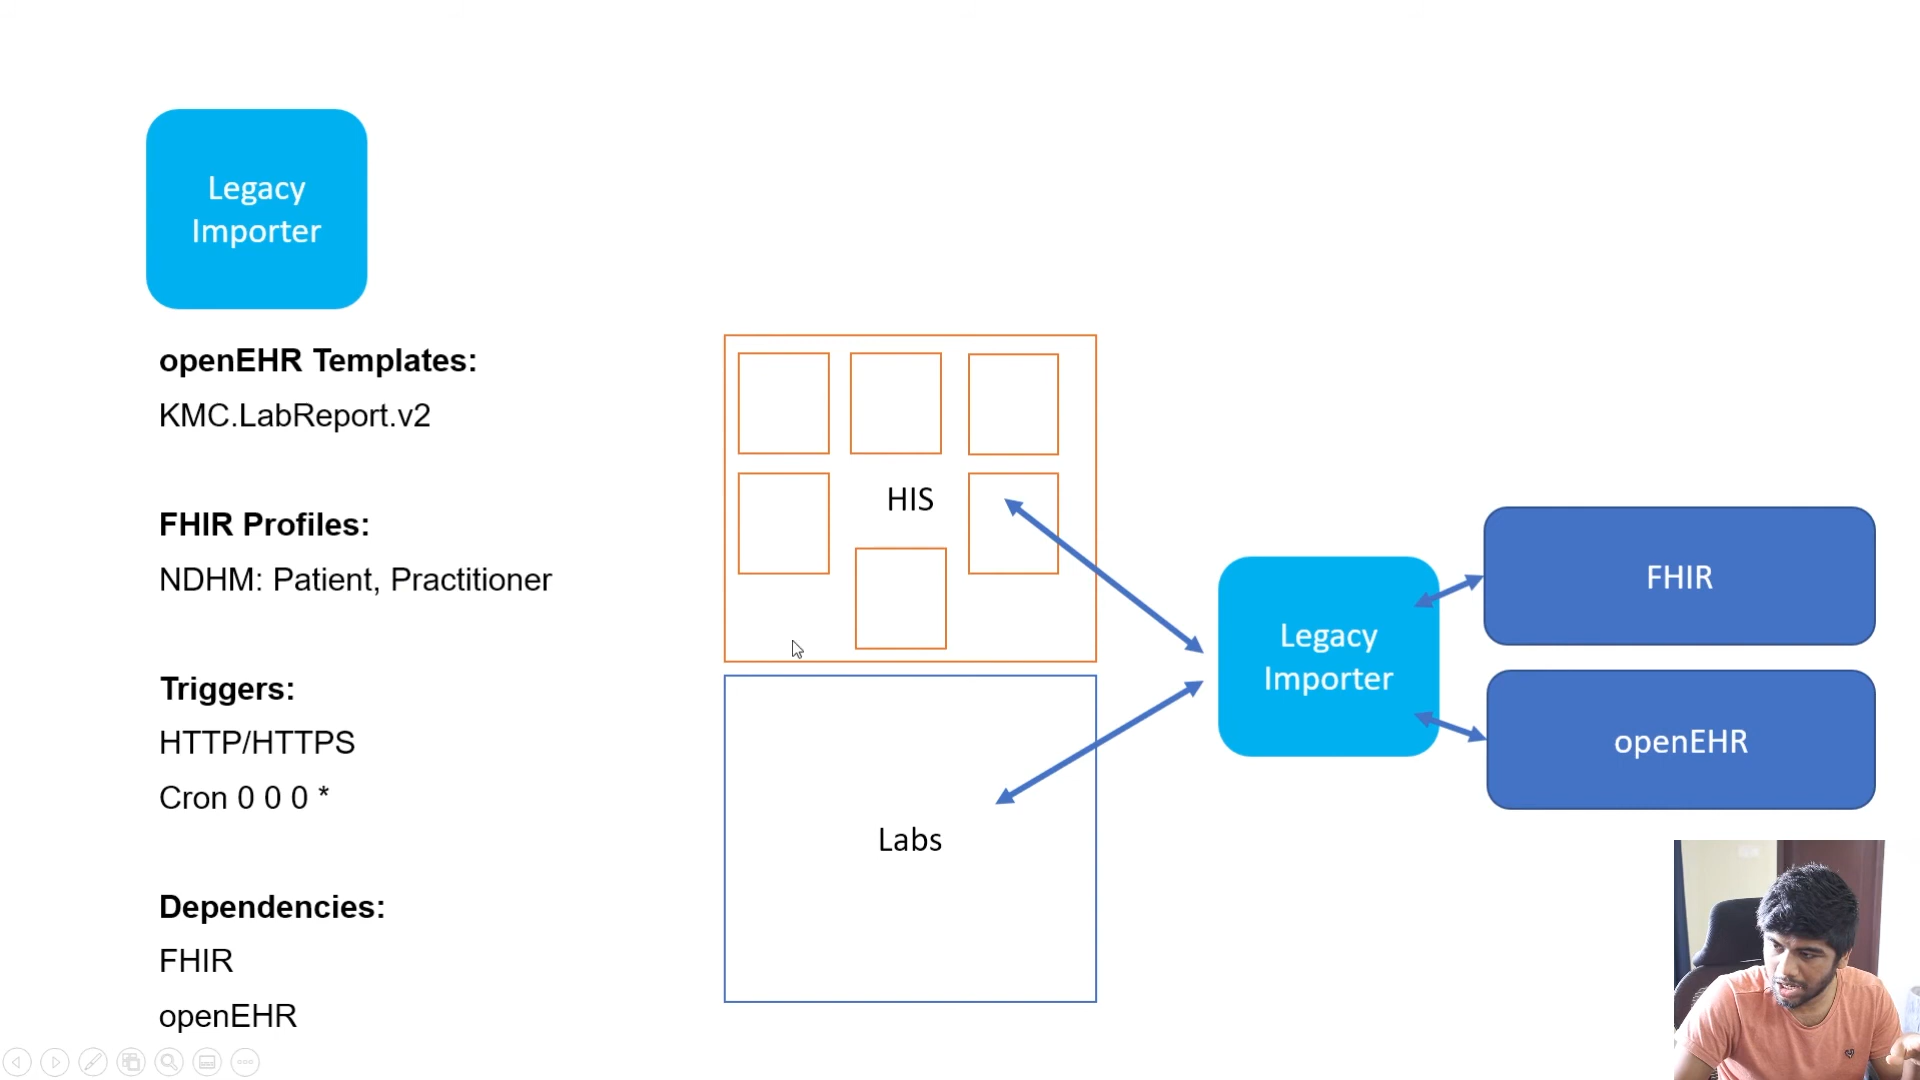 Legacy
Importer
openEHR Templates:
KMC.LabReport.v2
FHIR Profiles:
NDHM: Patient, Practitioner
Triggers:
HTTP/HTTPS
Cron 0 0 0 *
Dependencies:
FHIR
openEHR
HIS
Labs
Legacy
Importer
FHIR
openEHR